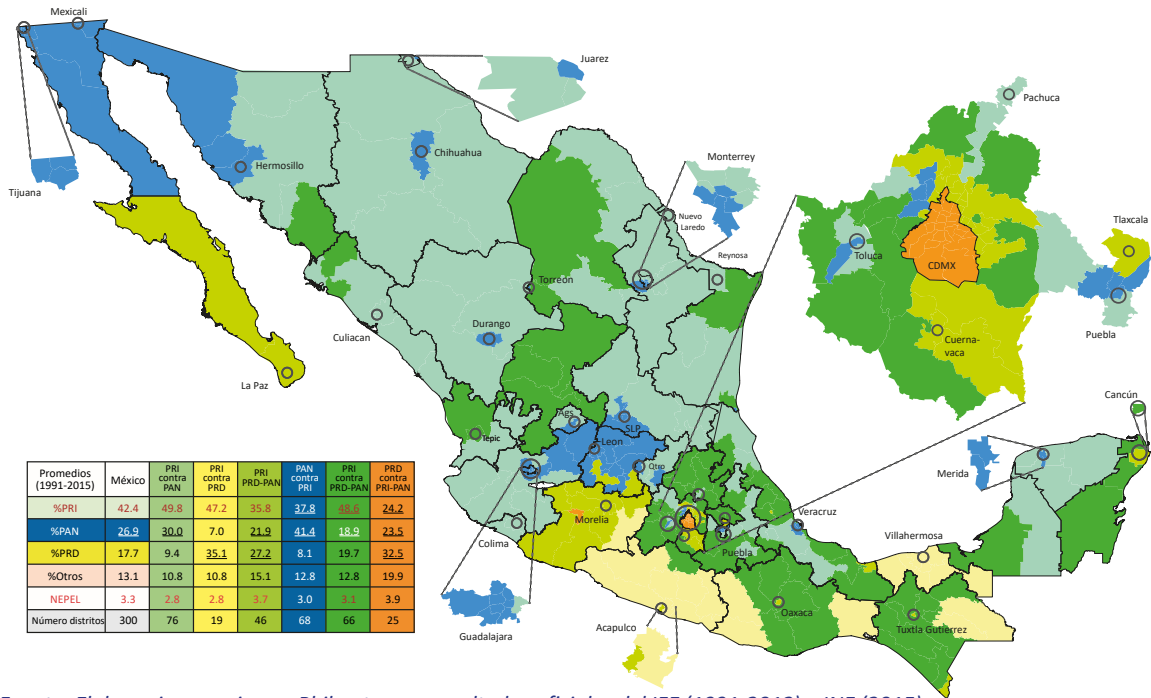 Mexicali
Juarez
Pachuca
Tijuana
Hermosillo
Chihuahua
Monterrey
Nuevo
Laredo
Reynosa
Tlaxcala
Toluca
CDMX
Puebla
Cuerna-
vaca
Torreón
Culiacan
Durango
La Paz
Cancún
Ags
SLP
Tepic
Leon
Qtro
Merida
Morelia
Veracruz
Colima
Puebla
Villahermosa
Guadalajara
Acapulco
Oaxaca
Tuxtla Gutierrez
Promedios (1991-2015) México PRI contra PAN PRI contra PRD PRI PRD-PAN PAN contra PRI PRI contra PRD-PAN PRD contra PRI-PAN
%PRI 42.4 49.8 47.2 35.8 37.8 48.6 24.2
%PAN 26.9 30.0 7.0 21.9 41.4 18.9 23.5
%PRD 17.7 9.4 35.1 27.2 8.1 19.7 32.5
%Otros 13.1 10.8 10.8 15.1 12.8 12.8 19.9
NEPEL 3.3 2.8 2.8 3.7 3.0 3.1 3.9
Número distritos 300 76 19 46 68 66 25